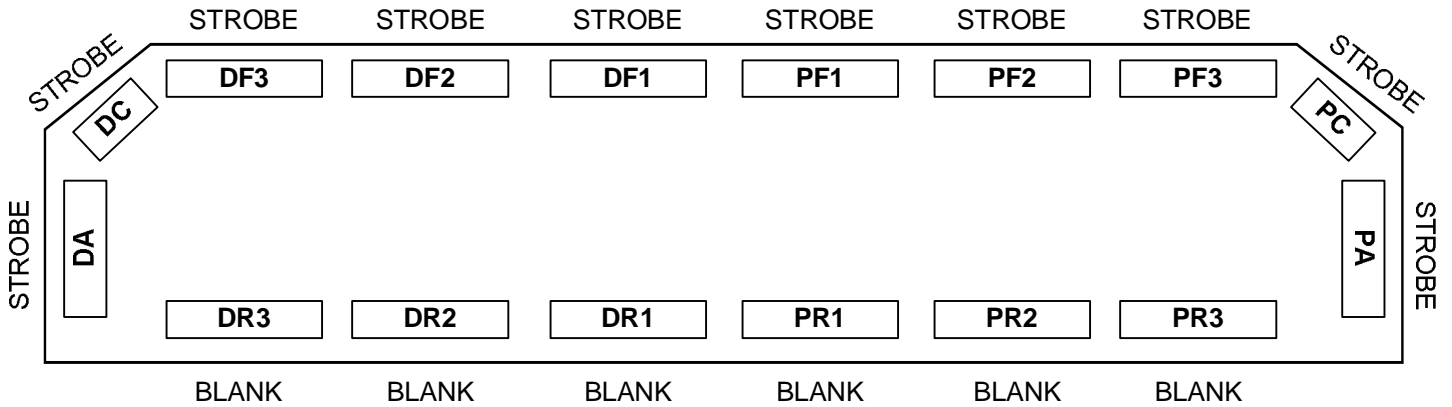 STROBE STROBE STROBE STROBE STROBE STROBE
STROBE STROBE
DF3 DF2 DF1 PF1 PF2 PF3
DC PC
STROBE DA PA STROBE
DR3 DR2 DR1 PR1 PR2 PR3
BLANK BLANK BLANK BLANK BLANK BLANK